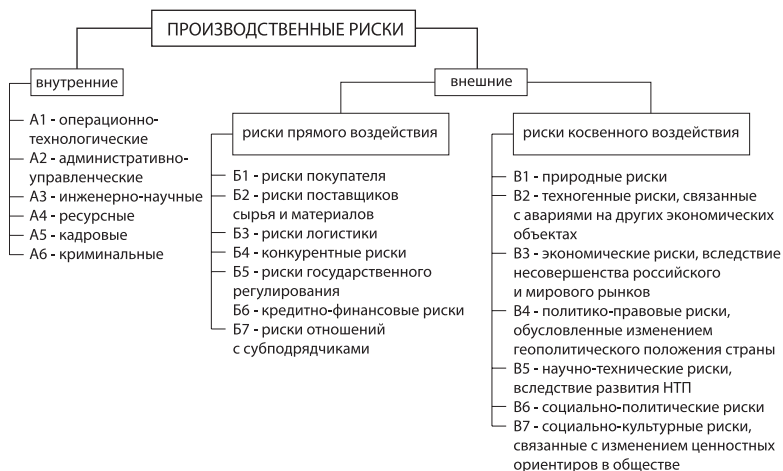 ПРОИЗВОДСТВЕННЫЕ РИСКИ
внутренние
А1 - операционно-
технологические
А2 - административно-
управленческие
А3 - инженерно-научные
А4 - ресурсные
А5 - кадровые
А6 - криминальные
внешние
риски прямого воздействия
Б1 - риски покупателя
Б2 - риски поставщиков
сырья и материалов
Б3 - риски логистики
Б4 - конкурентные риски
Б5 - риски государственного
регулирования
Б6 - кредитно-финансовые риски
Б7 - риски отношений
с субподрядчиками
риски косвенного воздействия
В1 - природные риски
В2 - техногенные риски, связанные
с авариями на других экономических
объектах
В3 - экономические риски, вследствие
несовершенства российского
и мирового рынков
В4 - политико-правовые риски,
обусловленные изменением
геополитического положения страны
В5 - научно-технические риски,
вследствие развития НТП
В6 - социально-политические риски
В7 - социально-культурные риски,
связанные с изменением ценностных
ориентиров в обществе